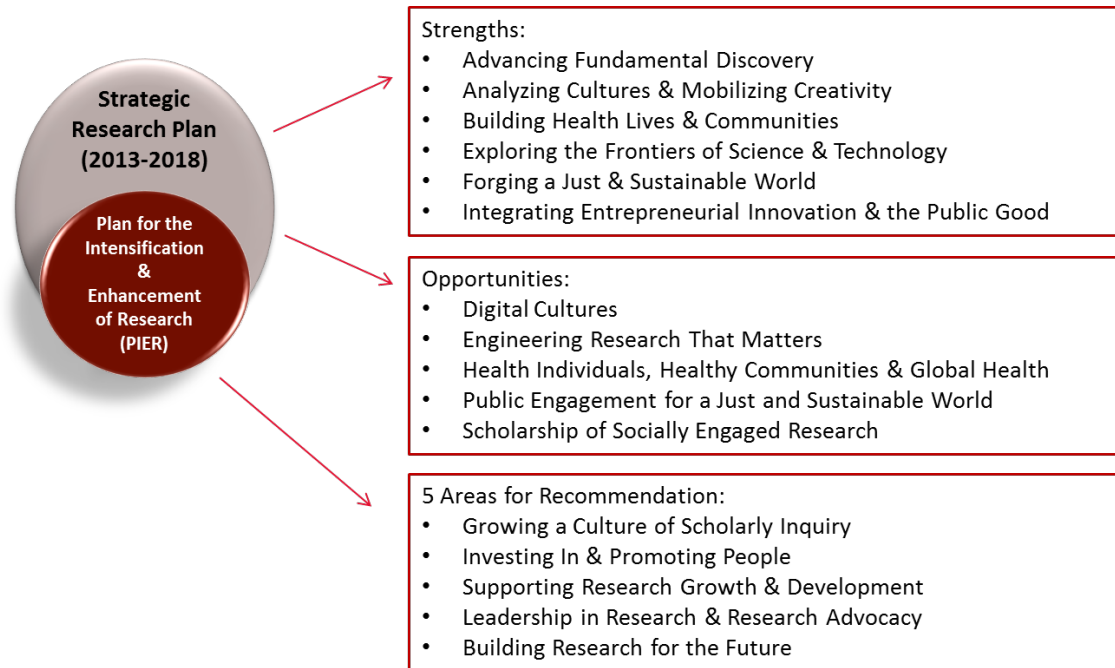 Strategic
Research Plan
(2013-2018)
Plan for the
Intensification
&
Enhancement
of Research
(PIER)
Strengths:
• Advancing Fundamental Discovery
• Analyzing Cultures & Mobilizing Creativity
• Building Health Lives & Communities
• Exploring the Frontiers of Science & Technology
• Forging a Just & Sustainable World
• Integrating Entrepreneurial Innovation & the Public Good
Opportunities:
• Digital Cultures
• Engineering Research That Matters
• Health Individuals, Healthy Communities & Global Health
• Public Engagement for a Just and Sustainable World
• Scholarship of Socially Engaged Research
5 Areas for Recommendation:
• Growing a Culture of Scholarly Inquiry
• Investing In & Promoting People
• Supporting Research Growth & Development
• Leadership in Research & Research Advocacy
• Building Research for the Future